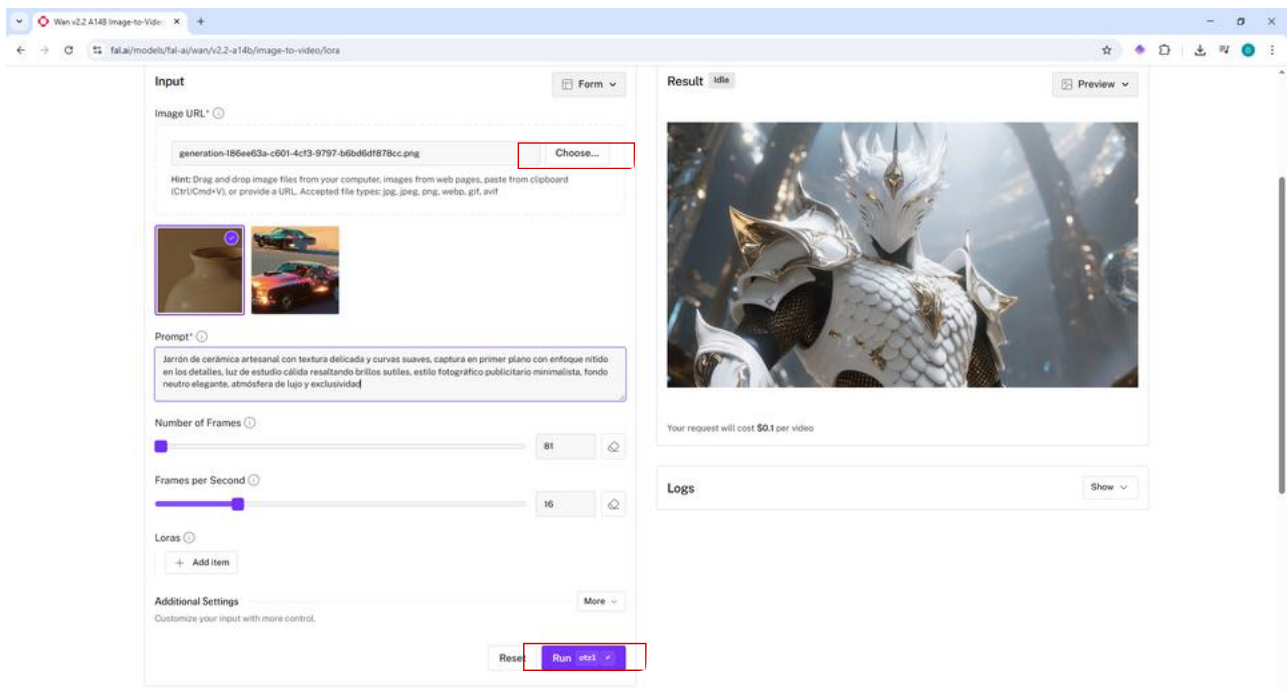 Wan v2.2 A14B Image-to-Video
fal.ai/models/fal-ai/wan/v2.2-a14b/image-to-video/lora
Input
Form
Image URL*
generation-186ee63a-c601-4cf3-9797-b6bd6df878cc.png
Choose...
Hint: Drag and drop image files from your computer, images from web pages, paste from clipboard
(Ctrl/Cmd+V), or provide a URL. Accepted file types: jpg, jpeg, png, webp, gif, avif
Prompt*
Jarrón de cerámica artesanal con textura delicada y curvas suaves, captura en primer plano con enfoque nítido
en los detalles, luz de estudio cálida resaltando brillos sutiles, estilo fotográfico publicitario minimalista, fondo
neutro elegante, atmósfera de lujo y exclusividad
Number of Frames
81
Frames per Second
16
Loras
+ Add item
Additional Settings
More
Customize your input with more control.
Reset
Run ctrl
Result Idle
Preview
Your request will cost $0.1 per video
Logs
Show